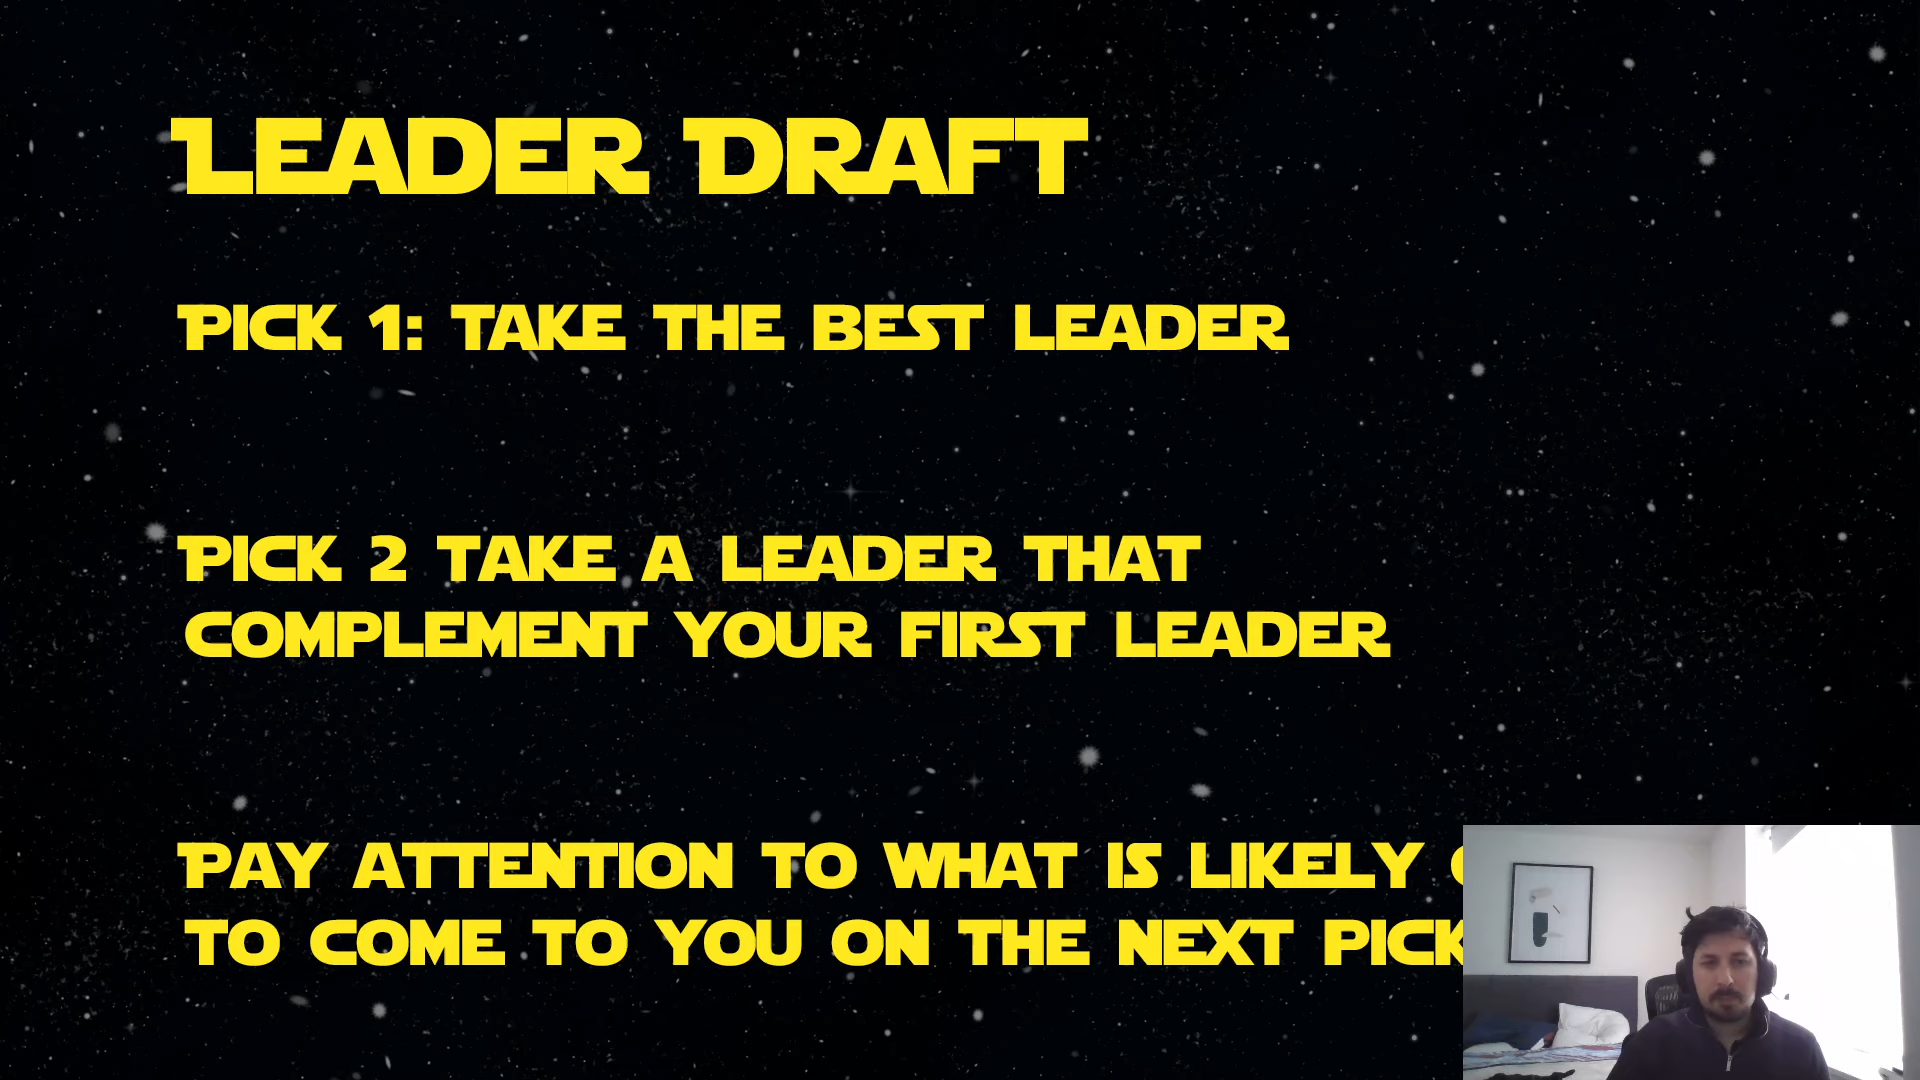 Leader Draft
Pick 1: take the best leader
Pick 2 take a leader that
complement your first leader
Pay attention to what is likely
to come to you on the next pick